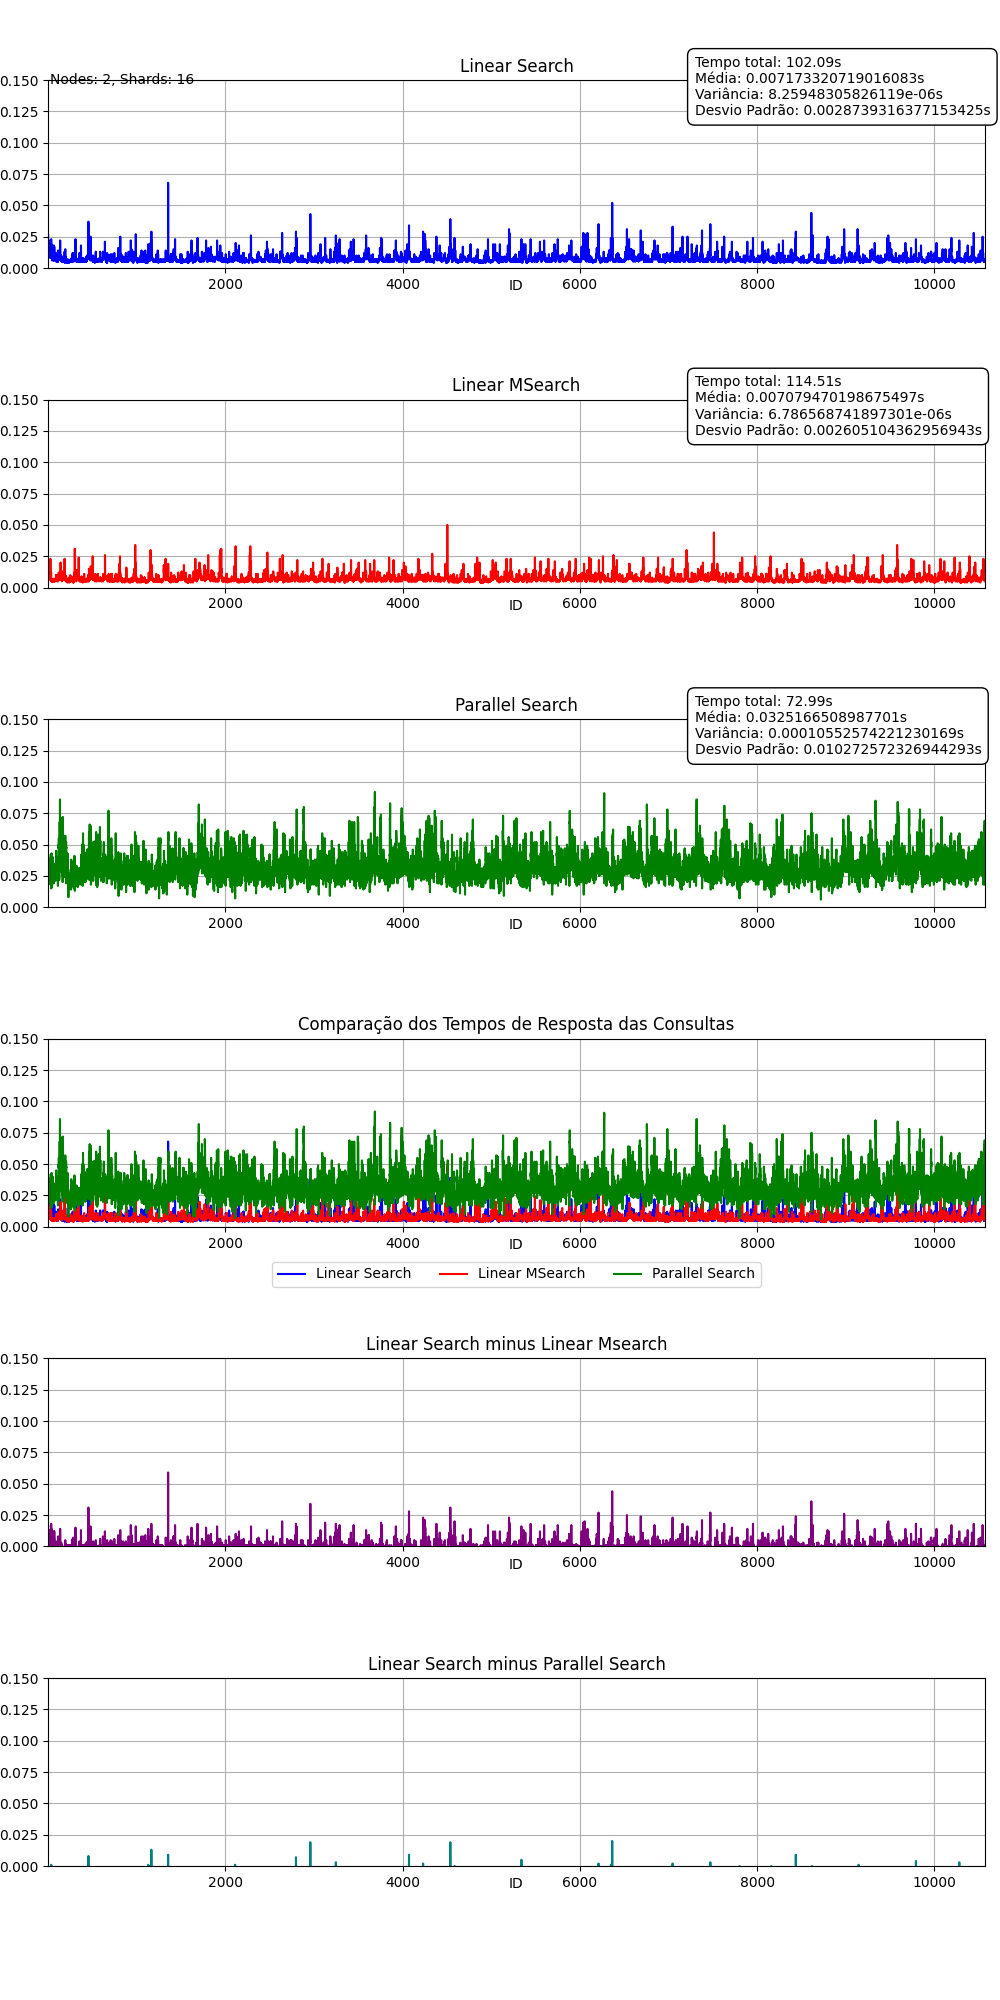 Linear Search
Nodes: 2, Shards: 16
Tempo total: 102.09s
Média: 0.007173320719016083s
Variância: 8.25948305826119e-06s
Desvio Padrão: 0.0028739316377153425s
0.150
0.125
0.100
0.075
0.050
0.025
0.000
2000 4000 6000 8000 10000
ID
Linear MSearch
Tempo total: 114.51s
Média: 0.007079470198675497s
Variância: 6.786568741897301e-06s
Desvio Padrão: 0.002605104362956943s
0.150
0.125
0.100
0.075
0.050
0.025
0.000
2000 4000 6000 8000 10000
ID
Parallel Search
Tempo total: 72.99s
Média: 0.0325166508987701s
Variância: 0.00010552574221230169s
Desvio Padrão: 0.010272572326944293s
0.150
0.125
0.100
0.075
0.050
0.025
0.000
2000 4000 6000 8000 10000
ID
Comparação dos Tempos de Resposta das Consultas
0.150
0.125
0.100
0.075
0.050
0.025
0.000
2000 4000 6000 8000 10000
ID
Linear Search Linear MSearch Parallel Search
Linear Search minus Linear Msearch
0.150
0.125
0.100
0.075
0.050
0.025
0.000
2000 4000 6000 8000 10000
ID
Linear Search minus Parallel Search
0.150
0.125
0.100
0.075
0.050
0.025
0.000
2000 4000 6000 8000 10000
ID